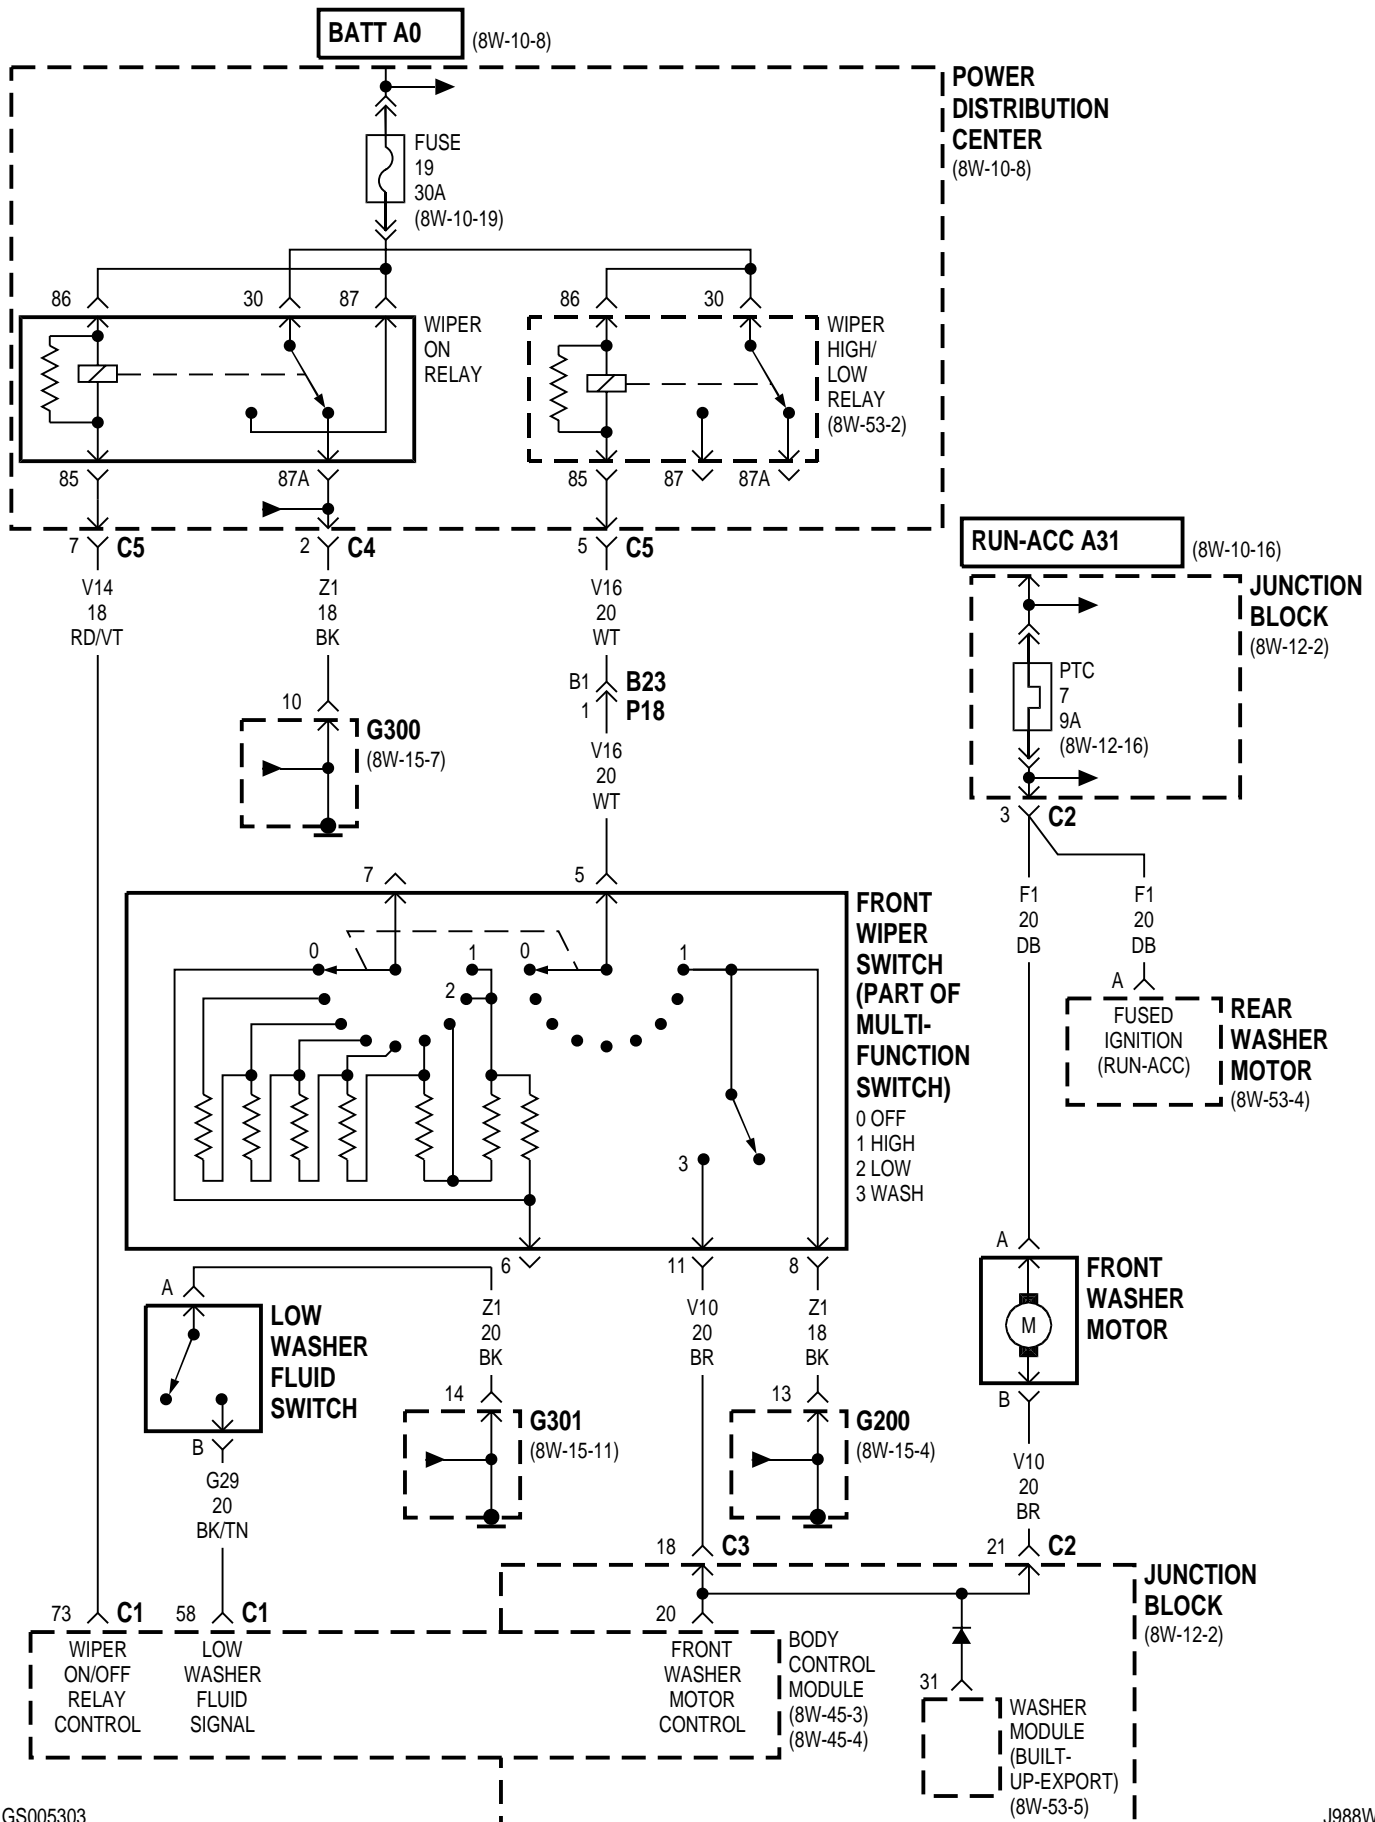 BATT A0
(8W-10-8)
POWER
DISTRIBUTION
CENTER
(8W-10-8)
FUSE
19
30A
(8W-10-19)
86
30
87
86
30
WIPER
ON
RELAY
WIPER
HIGH/
LOW
RELAY
(8W-53-2)
85
87A
85
87
87A
7
C5
2
C4
5
C5
V14
18
RD/VT
Z1
18
BK
V16
20
WT
RUN-ACC A31
(8W-10-16)
JUNCTION
BLOCK
(8W-12-2)
B1
B23
1
P18
PTC
7
9A
(8W-12-16)
10
G300
(8W-15-7)
V16
20
WT
3
C2
7
5
F1
20
DB
F1
20
DB
FRONT
WIPER
SWITCH
(PART OF
MULTI-
FUNCTION
SWITCH)
0 OFF
1 HIGH
2 LOW
3 WASH
0
1
0
1
2
3
A
FUSED
IGNITION
(RUN-ACC)
REAR
WASHER
MOTOR
(8W-53-4)
6
11
8
A
A
FRONT
WASHER
MOTOR
M
B
LOW
WASHER
FLUID
SWITCH
Z1
20
BK
V10
20
BR
Z1
18
BK
14
G301
(8W-15-11)
13
G200
(8W-15-4)
B
G29
20
BK/TN
V10
20
BR
18
C3
21
C2
JUNCTION
BLOCK
(8W-12-2)
73
C1
58
C1
20
WIPER
ON/OFF
RELAY
CONTROL
LOW
WASHER
FLUID
SIGNAL
FRONT
WASHER
MOTOR
CONTROL
BODY
CONTROL
MODULE
(8W-45-3)
(8W-45-4)
31
WASHER
MODULE
(BUILT-
UP-EXPORT)
(8W-53-5)
GS005303
J988W